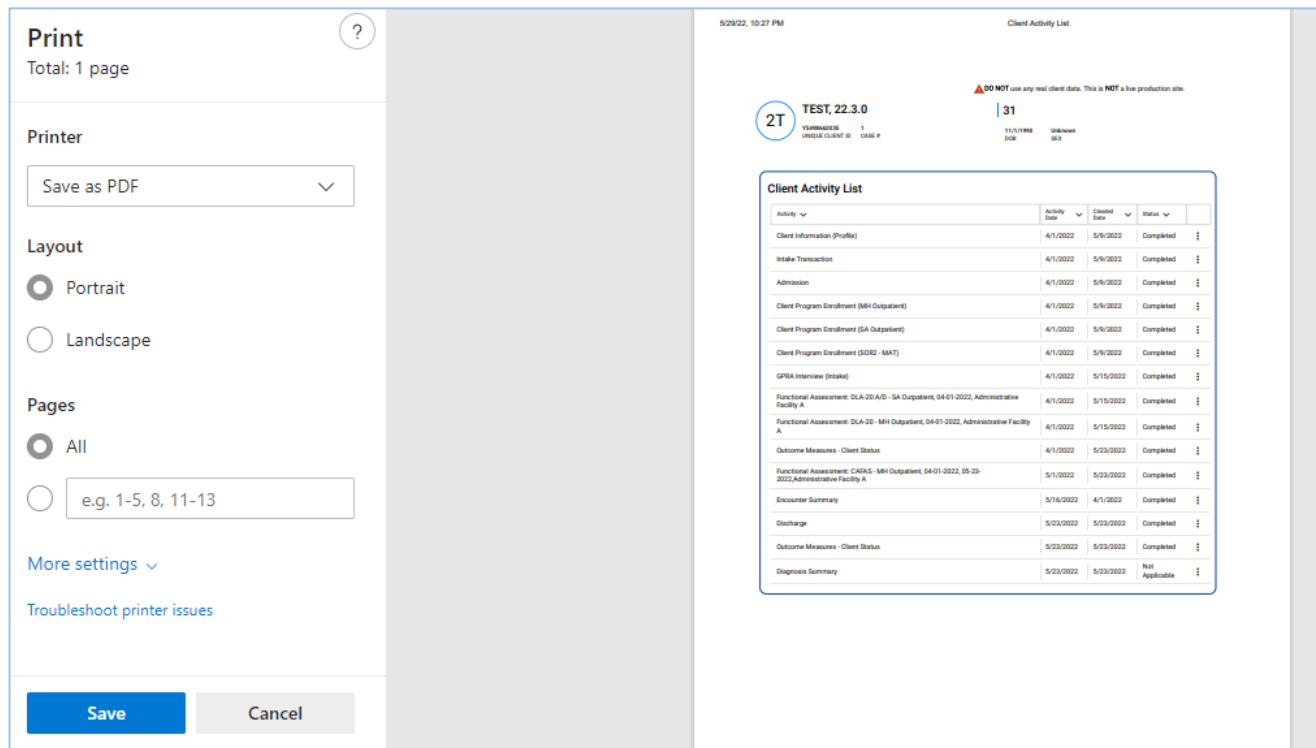 Print
?
Total: 1 page
Printer
Save as PDF
Layout
Portrait
Landscape
Pages
All
e.g. 1-5, 8, 11-13
More settings
Troubleshoot printer issues
Save
Cancel
5/29/22, 10:27 PM
Client Activity List
DO NOT use any real client data. This is NOT a live production site.
2T
TEST, 22.3.0
31
1
11/1/1990 Unknown
UNIQUE CLIENT ID CASE #
DOB SEX
Client Activity List
Activity Activity Date Created Date Status
Client Information (Profile) 4/1/2022 5/9/2022 Completed
Intake Transaction 4/1/2022 5/9/2022 Completed
Admission 4/1/2022 5/9/2022 Completed
Client Program Enrollment (MH Outpatient) 4/1/2022 5/9/2022 Completed
Client Program Enrollment (SA Outpatient) 4/1/2022 5/9/2022 Completed
Client Program Enrollment (SOR2 - MAT) 4/1/2022 5/9/2022 Completed
GPRA Interview (Intake) 4/1/2022 5/15/2022 Completed
Functional Assessment: DLA-20:A/D - SA Outpatient, 04-01-2022, Administrative
Facility A 4/1/2022 5/15/2022 Completed
Functional Assessment: DLA-20 - MH Outpatient, 04-01-2022, Administrative Facility
A 4/1/2022 5/15/2022 Completed
Outcome Measures - Client Status 4/1/2022 5/23/2022 Completed
Functional Assessment: CAFAS - MH Outpatient, 04-01-2022, 05-23-
2022,Administrative Facility A 5/1/2022 5/23/2022 Completed
Encounter Summary 5/16/2022 4/1/2022 Completed
Discharge 5/23/2022 5/23/2022 Completed
Outcome Measures - Client Status 5/23/2022 5/23/2022 Completed
Diagnosis Summary 5/23/2022 5/23/2022 Not
Applicable